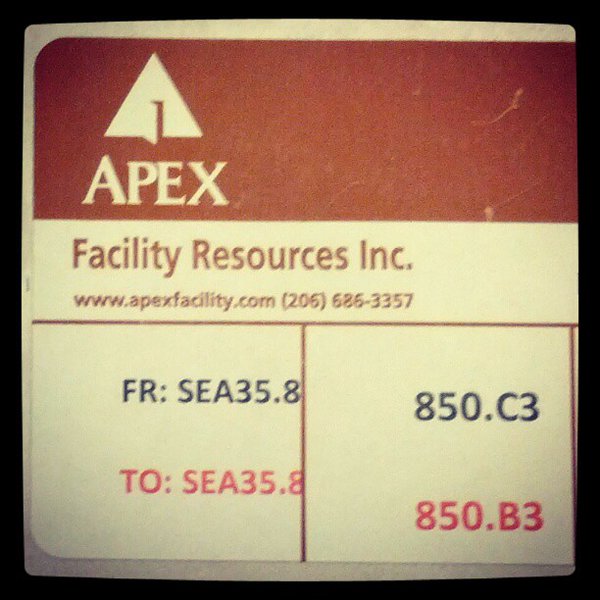 APEX
Facility Resources Inc.
www.apexfacility.com (206) 686-3357
FR: SEA35.8
850.C3
TO: SEA35.8
850.B3